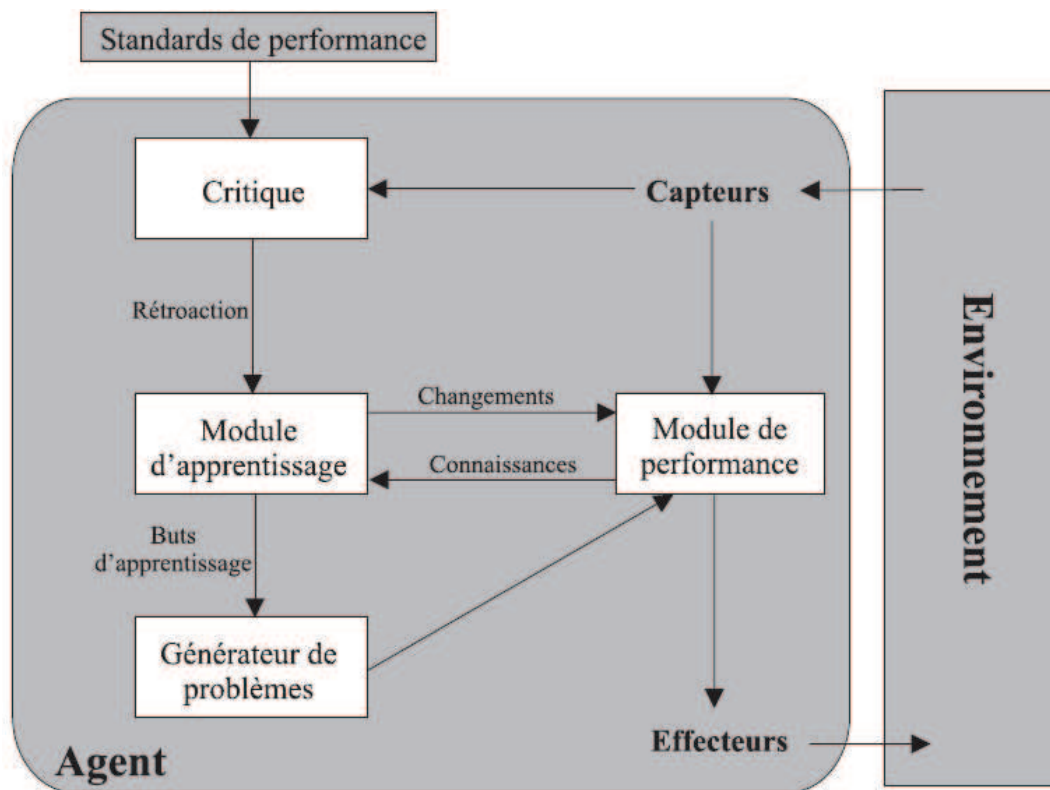 Standards de performance
Critique
Capteurs
Rétroaction
Environnement
Changements
Module
d'apprentissage
Module de
performance
Connaissances
Buts
d'apprentissage
Générateur de
problèmes
Effecteurs
Agent